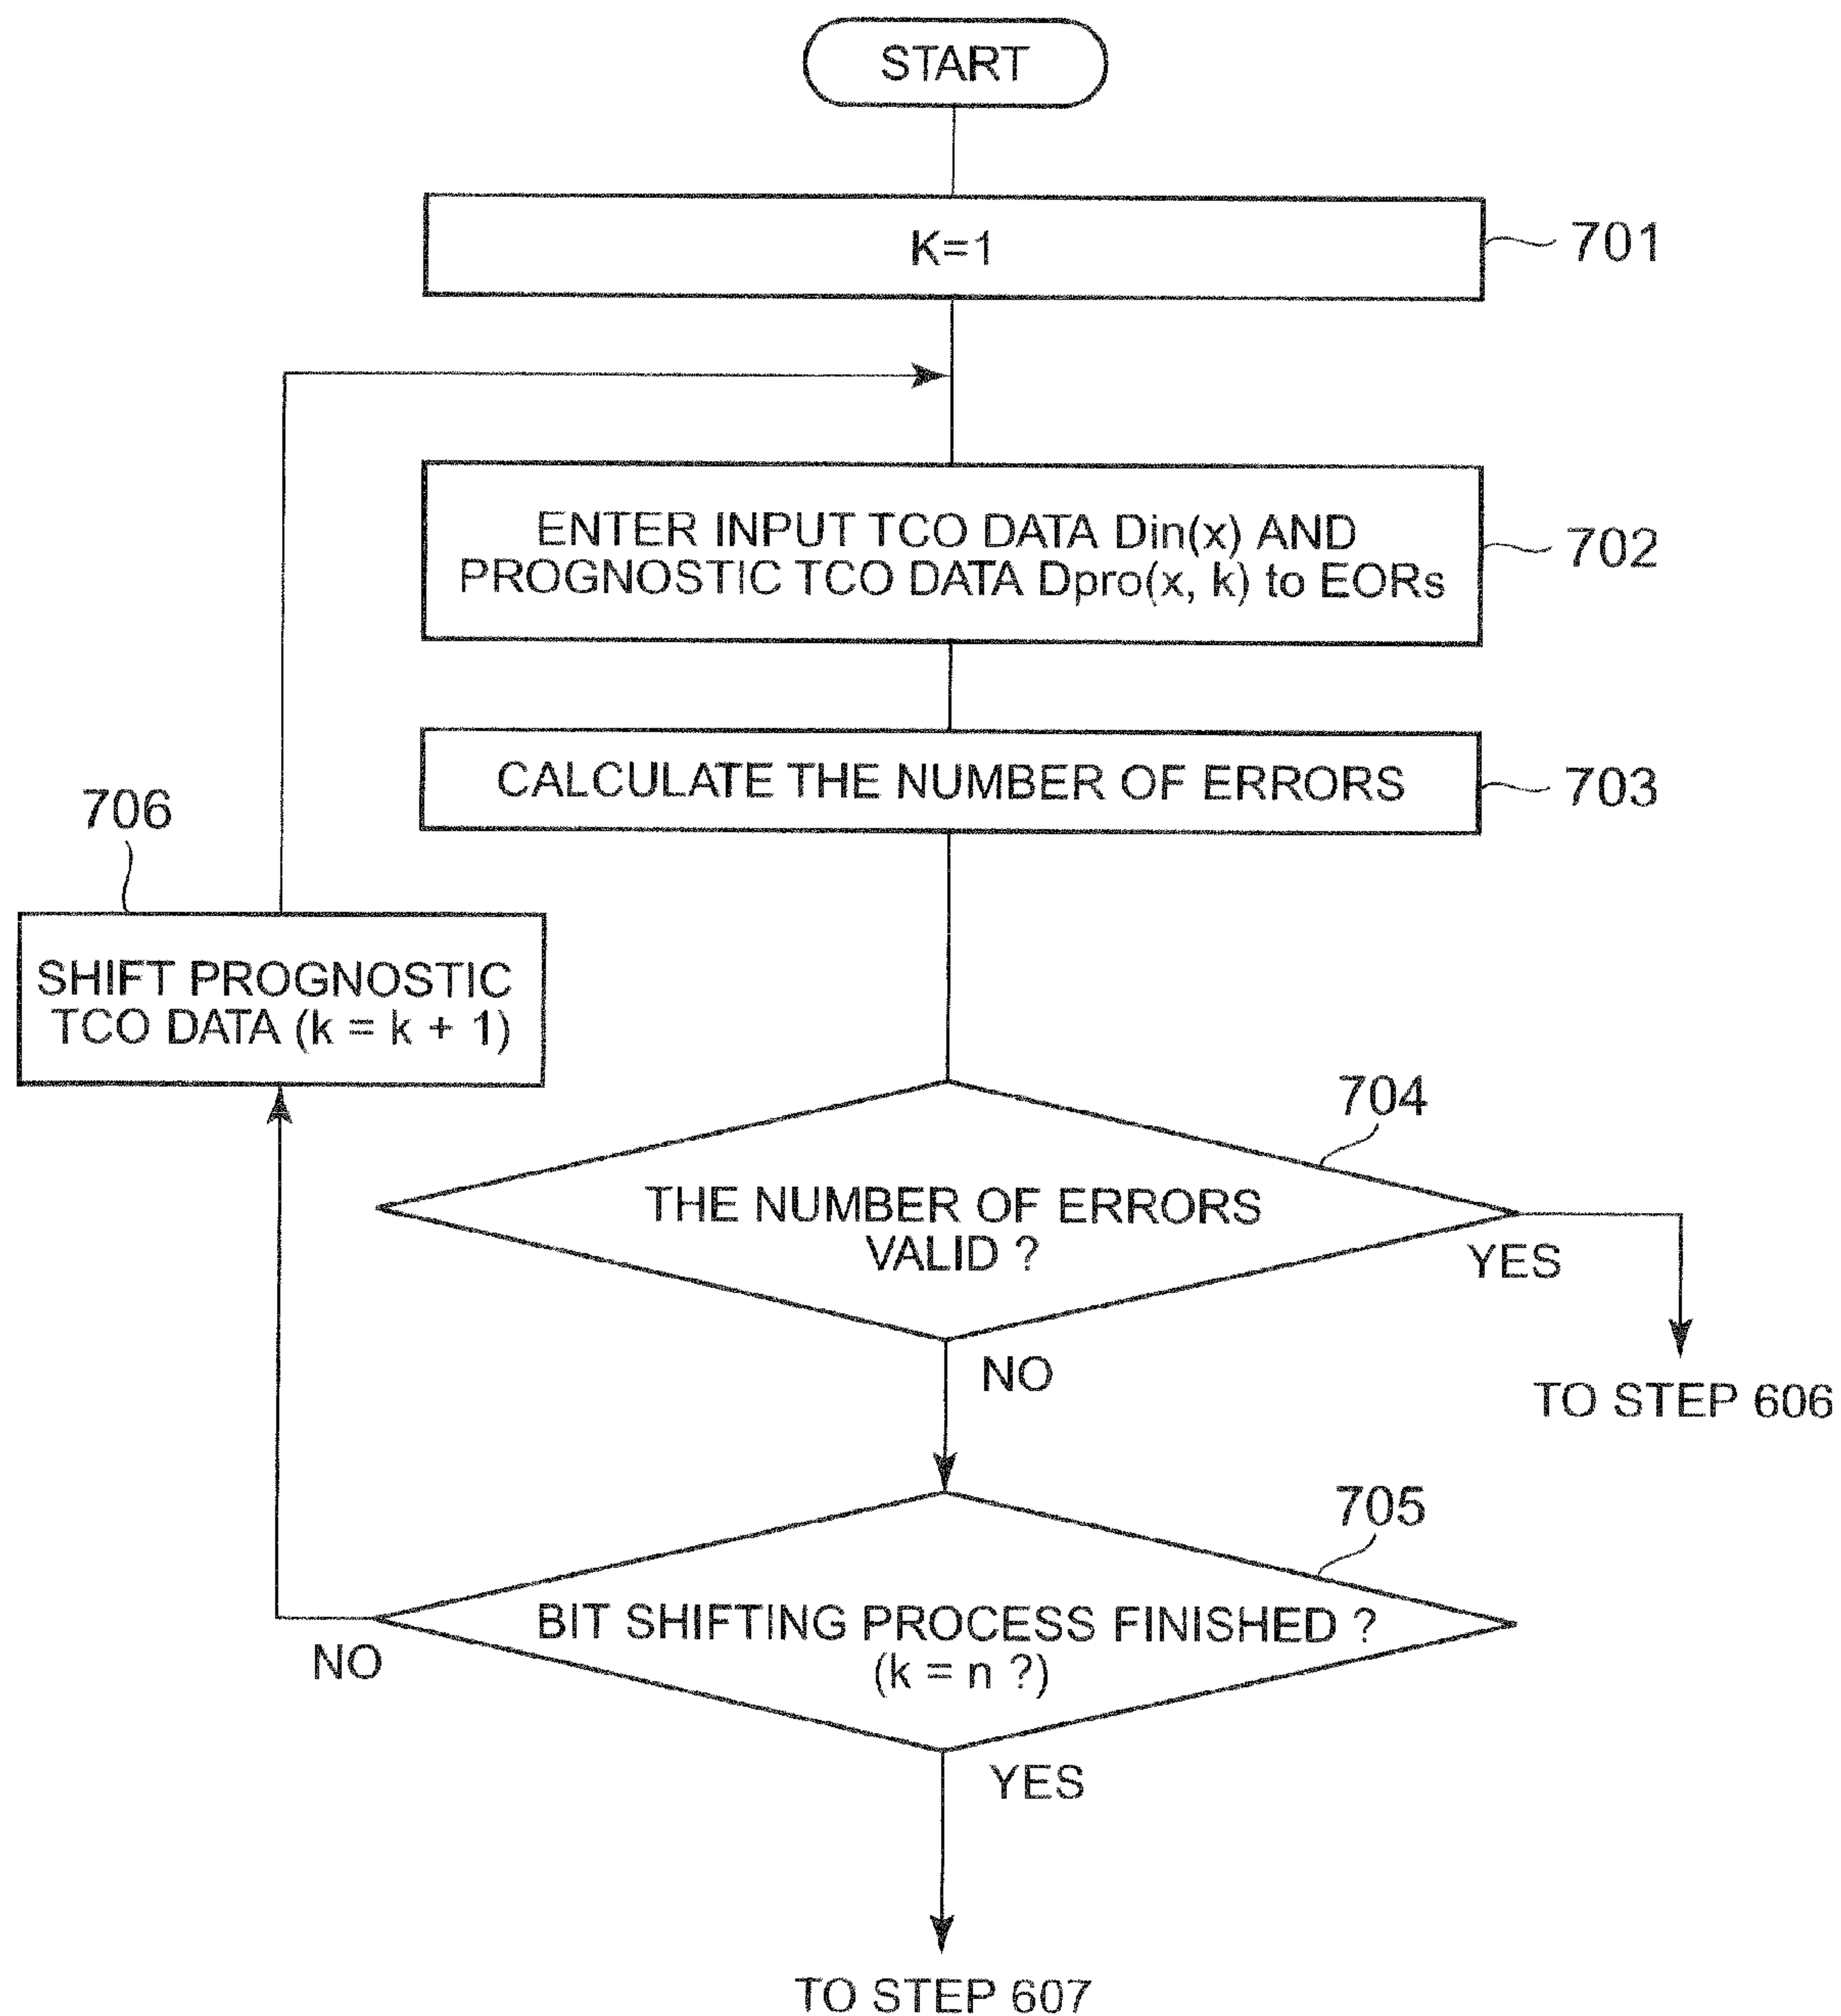 START
K=1
701
ENTER INPUT TCO DATA Din(x) AND
PROGNOSTIC TCO DATA Dpro(x, k) to EORs
702
CALCULATE THE NUMBER OF ERRORS
703
706
SHIFT PROGNOSTIC
TCO DATA (k = k + 1)
704
THE NUMBER OF ERRORS
VALID ?
YES
NO
TO STEP 606
705
BIT SHIFTING PROCESS FINISHED ?
(k = n ?)
NO
YES
TO STEP 607